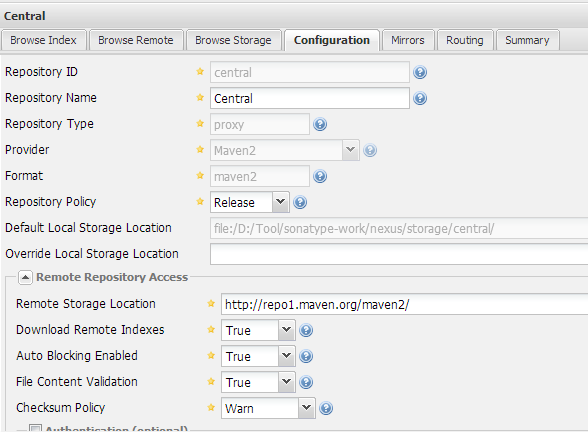 Central
Browse Index Browse Remote Browse Storage Configuration Mirrors Routing Summary
Repository ID central
Repository Name Central
Repository Type proxy
Provider Maven2
Format maven2
Repository Policy Release
Default Local Storage Location file:/D:/Tool/sonatype-work/nexus/storage/central/
Override Local Storage Location
Remote Repository Access
Remote Storage Location http://repo1.maven.org/maven2/
Download Remote Indexes True
Auto Blocking Enabled True
File Content Validation True
Checksum Policy Warn
Authentication (optional)